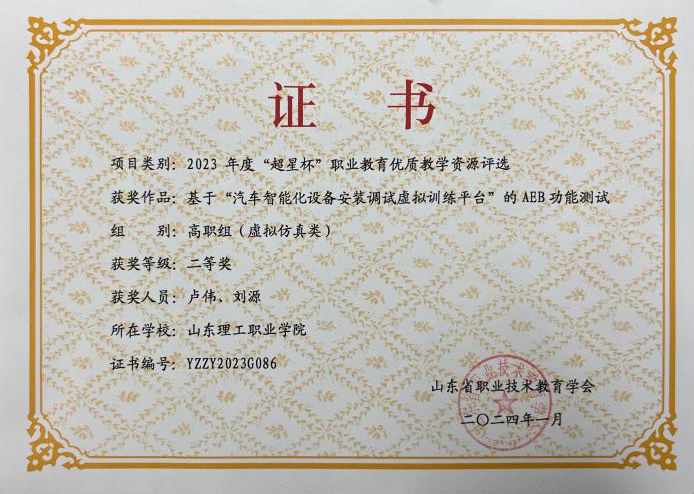 证 书
项目类别：2023 年度“超星杯”职业教育优质教学资源评选
获奖作品：基于“汽车智能化设备安装调试虚拟训练平台”的 AEB 功能测试
组 别：高职组（虚拟仿真类）
获奖等级：二等奖
获奖人员：卢伟、刘源
所在学校：山东理工职业学院
证书编号：YZZY2023G086
山东省职业技术教育学会
二〇二四年一月